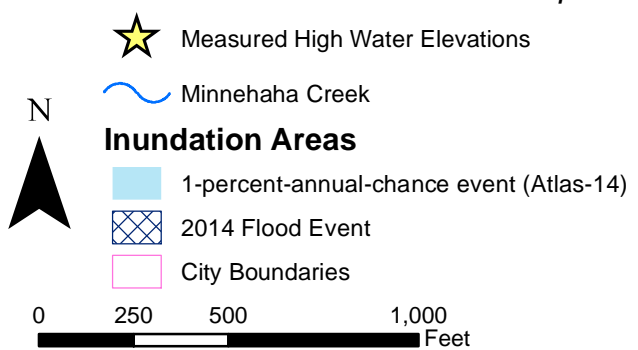 Measured High Water Elevations
Minnehaha Creek
N
Inundation Areas
1-percent-annual-chance event (Atlas-14)
2014 Flood Event
City Boundaries
0 250 500 1,000
Feet